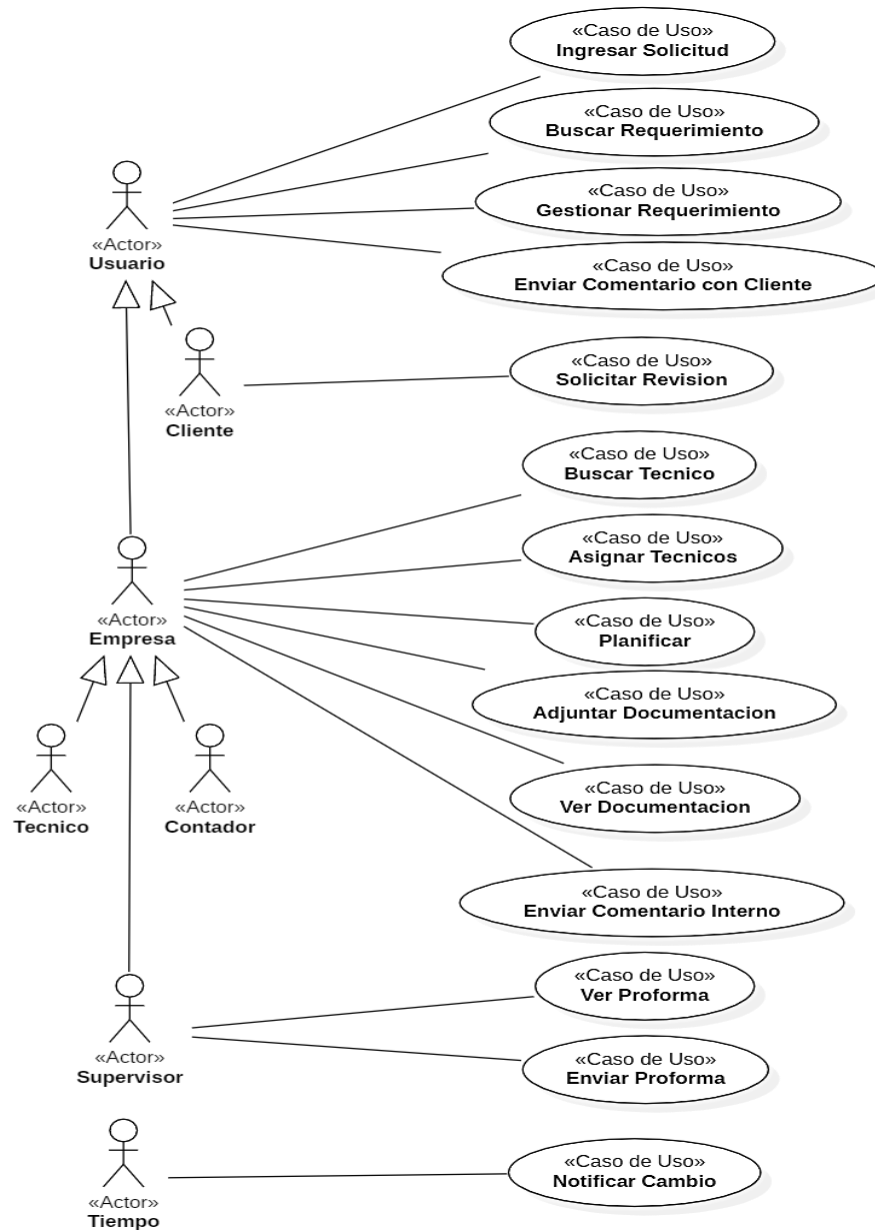 «Caso de Uso»
Ingresar Solicitud
«Caso de Uso»
Buscar Requerimiento
«Caso de Uso»
Gestionar Requerimiento
«Actor»
Usuario
«Caso de Uso»
Enviar Comentario con Cliente
«Caso de Uso»
Solicitar Revision
«Actor»
Cliente
«Caso de Uso»
Buscar Tecnico
«Caso de Uso»
Asignar Tecnicos
«Actor»
Empresa
«Caso de Uso»
Planificar
«Caso de Uso»
Adjuntar Documentacion
«Caso de Uso»
Ver Documentacion
«Actor»
Tecnico
«Actor»
Contador
«Caso de Uso»
Enviar Comentario Interno
«Caso de Uso»
Ver Proforma
«Actor»
Supervisor
«Caso de Uso»
Enviar Proforma
«Caso de Uso»
Notificar Cambio
«Actor»
Tiempo